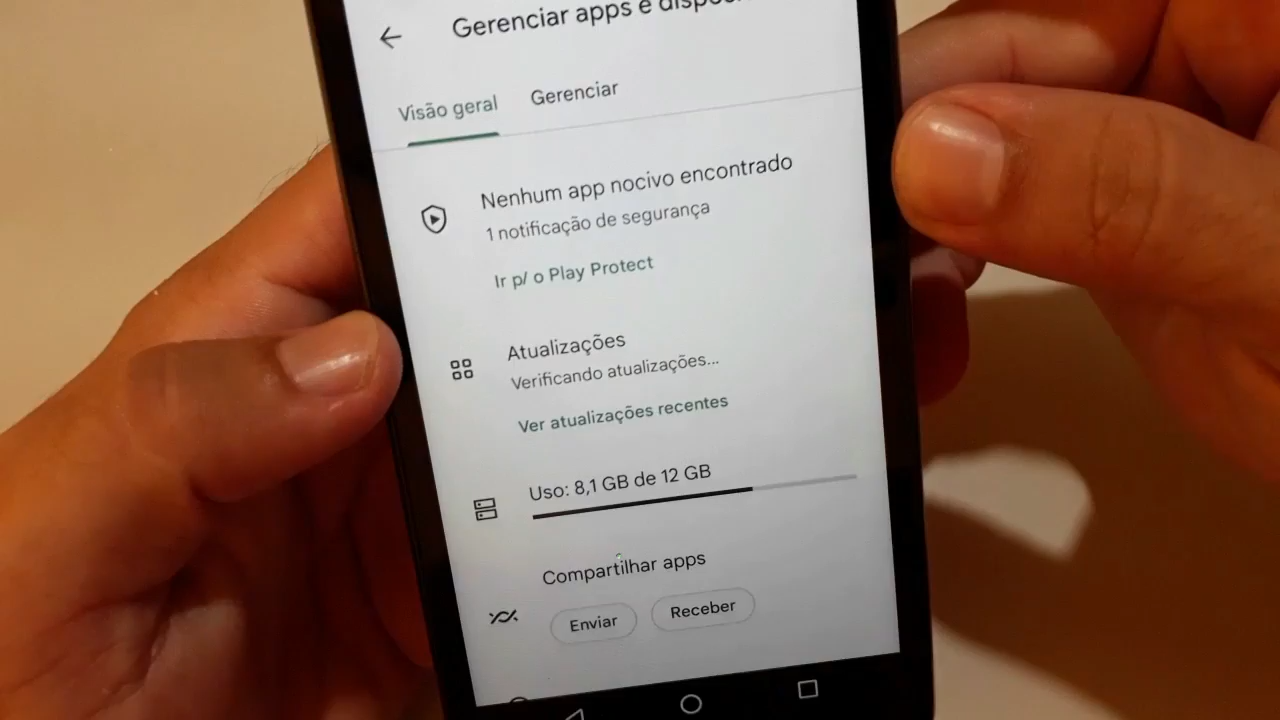 Gerenciar apps e
Visão geral
Gerenciar
Nenhum app nocivo encontrado
1 notificação de segurança
Ir p/ o Play Protect
Atualizações
Verificando atualizações...
Ver atualizações recentes
Uso: 8,1 GB de 12 GB
Compartilhar apps
Enviar
Receber